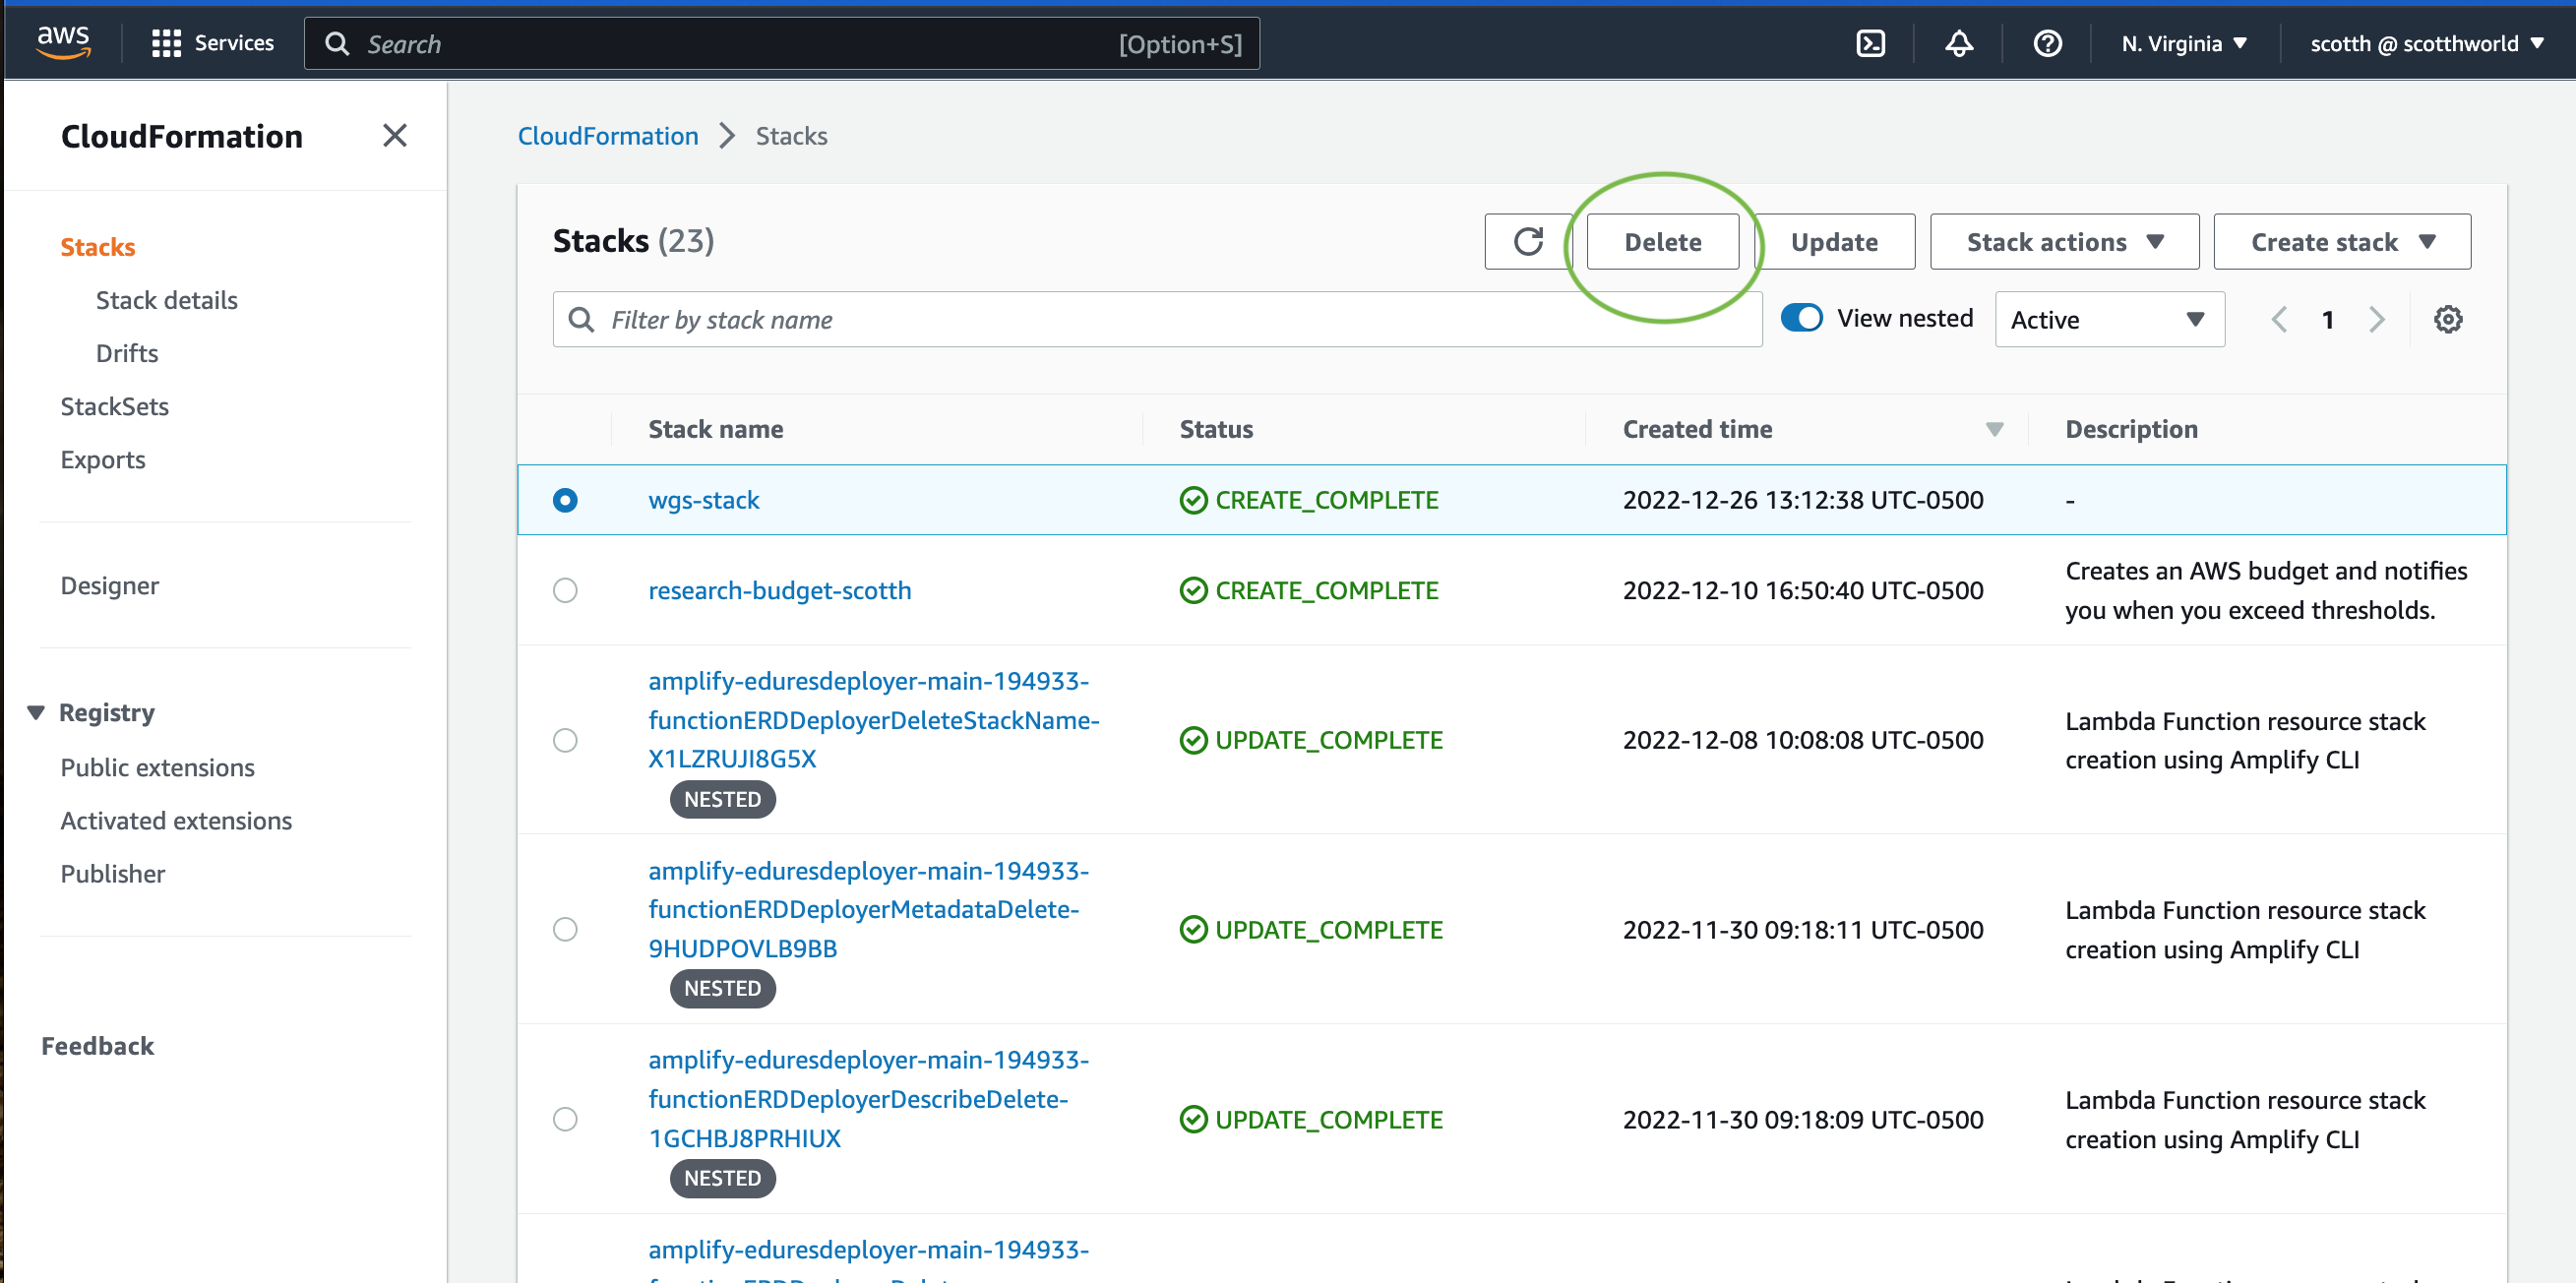 aws
Services
Search
[Option+S]
N. Virginia
scotth @ scotthworld
CloudFormation
Stacks
Stack details
Drifts
StackSets
Exports
Designer
Registry
Public extensions
Activated extensions
Publisher
Feedback
CloudFormation
Stacks
Stacks (23)
Delete
Update
Stack actions
Create stack
Filter by stack name
View nested
Active
1
Stack name
Status
Created time
Description
wgs-stack
CREATE_COMPLETE
2022-12-26 13:12:38 UTC-0500
-
research-budget-scotth
CREATE_COMPLETE
2022-12-10 16:50:40 UTC-0500
Creates an AWS budget and notifies
you when you exceed thresholds.
amplify-eduresdeployer-main-194933-
functionERDDeployerDeleteStackName-
X1LZRUJI8G5X
NESTED
UPDATE_COMPLETE
2022-12-08 10:08:08 UTC-0500
Lambda Function resource stack
creation using Amplify CLI
amplify-eduresdeployer-main-194933-
functionERDDeployerMetadataDelete-
9HUDPOVLB9BB
NESTED
UPDATE_COMPLETE
2022-11-30 09:18:11 UTC-0500
Lambda Function resource stack
creation using Amplify CLI
amplify-eduresdeployer-main-194933-
functionERDDeployerDescribeDelete-
1GCHBJ8PRHIUX
NESTED
UPDATE_COMPLETE
2022-11-30 09:18:09 UTC-0500
Lambda Function resource stack
creation using Amplify CLI
amplify-eduresdeployer-main-194933-